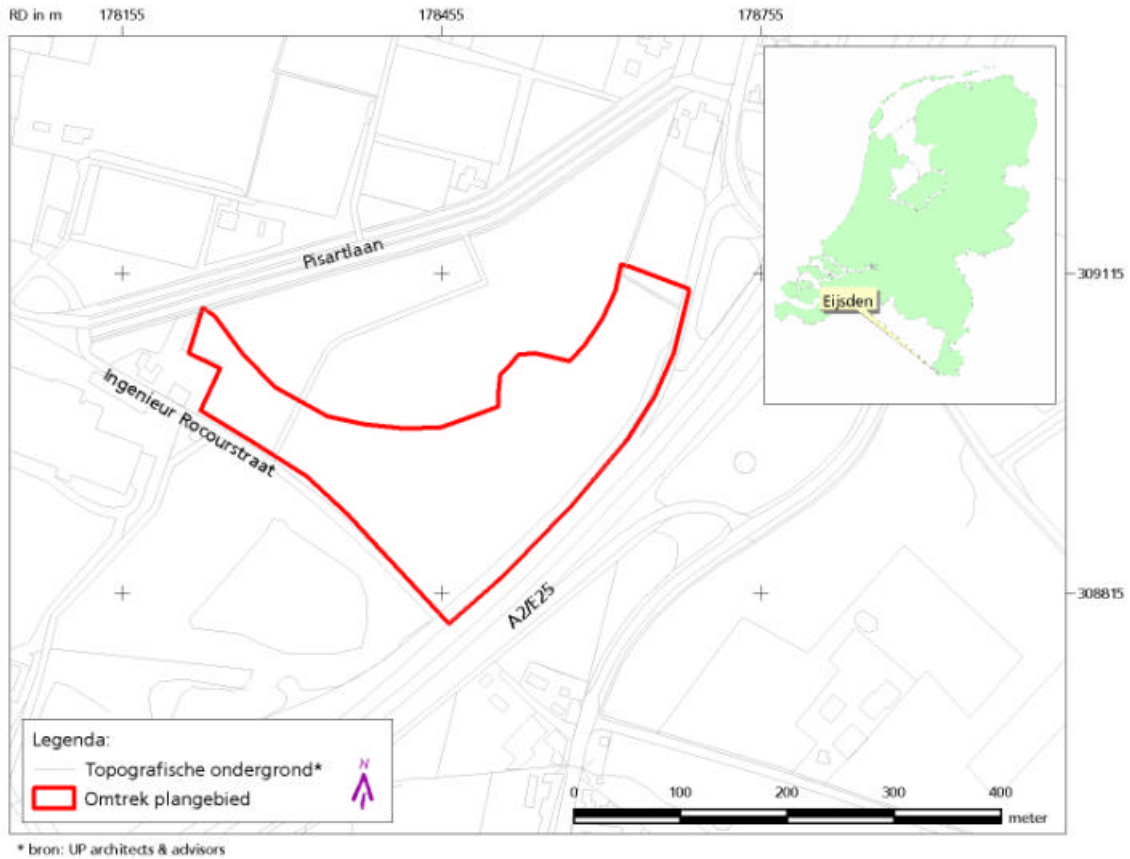 RD in m 178155 178455 178755
309115
Pisartlaan
Eijsden
Ingenieur Rocourstraat
308815
A2/E25
Legenda:
Topografische ondergrond*
Omtrek plangebied
N
0 100 200 300 400
meter
* bron: UP architects & advisors